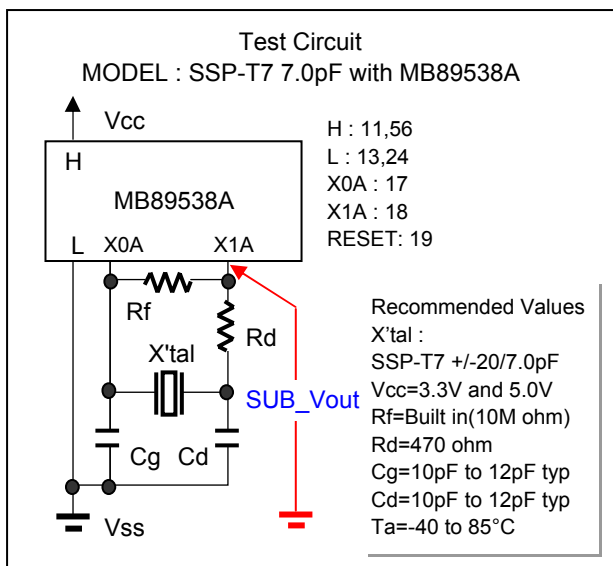 Test Circuit
MODEL : SSP-T7 7.0pF with MB89538A
Vcc
H
MB89538A
L X0A X1A
H : 11,56
L : 13,24
X0A : 17
X1A : 18
RESET: 19
Rf
Rd
X'tal
SUB_Vout
Cg Cd
Vss
Recommended Values
X’tal :
SSP-T7 +/-20/7.0pF
Vcc=3.3V and 5.0V
Rf=Built in(10M ohm)
Rd=470 ohm
Cg=10pF to 12pF typ
Cd=10pF to 12pF typ
Ta=-40 to 85°C